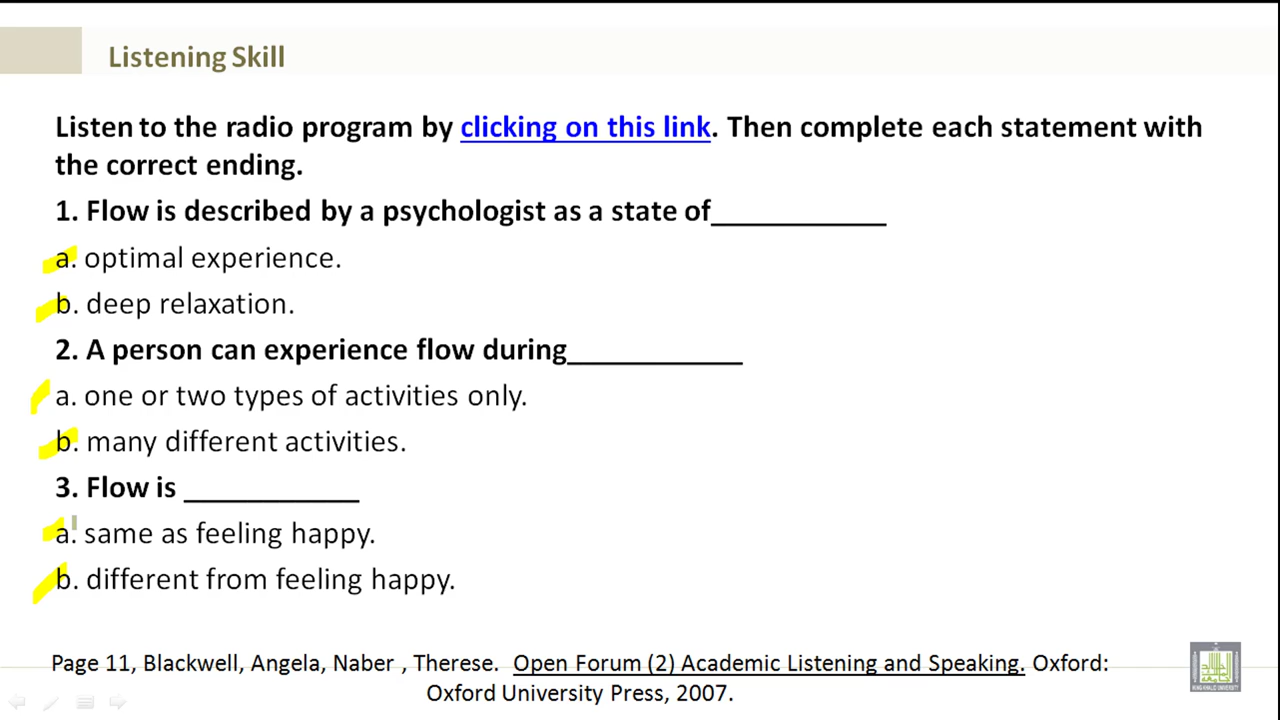 Listening Skill
Listen to the radio program by clicking on this link. Then complete each statement with
the correct ending.
1. Flow is described by a psychologist as a state of____________
a. optimal experience.
b. deep relaxation.
2. A person can experience flow during____________
a. one or two types of activities only.
b. many different activities.
3. Flow is ____________
a. same as feeling happy.
b. different from feeling happy.
Page 11, Blackwell, Angela, Naber , Therese. Open Forum (2) Academic Listening and Speaking. Oxford:
Oxford University Press, 2007.
KING KHALID UNIVERSITY